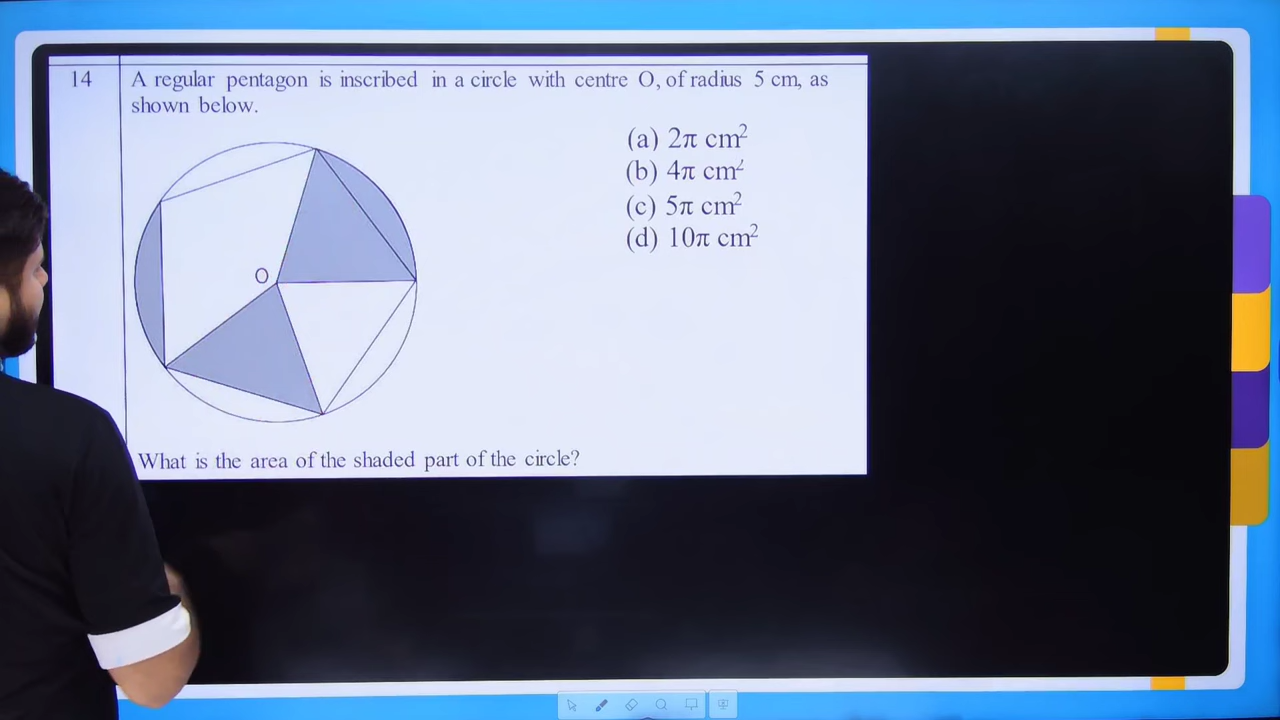 14
A regular pentagon is inscribed in a circle with centre O, of radius 5 cm, as
shown below.
(a) 2π cm²
(b) 4π cm²
(c) 5π cm²
(d) 10π cm²
O
What is the area of the shaded part of the circle?